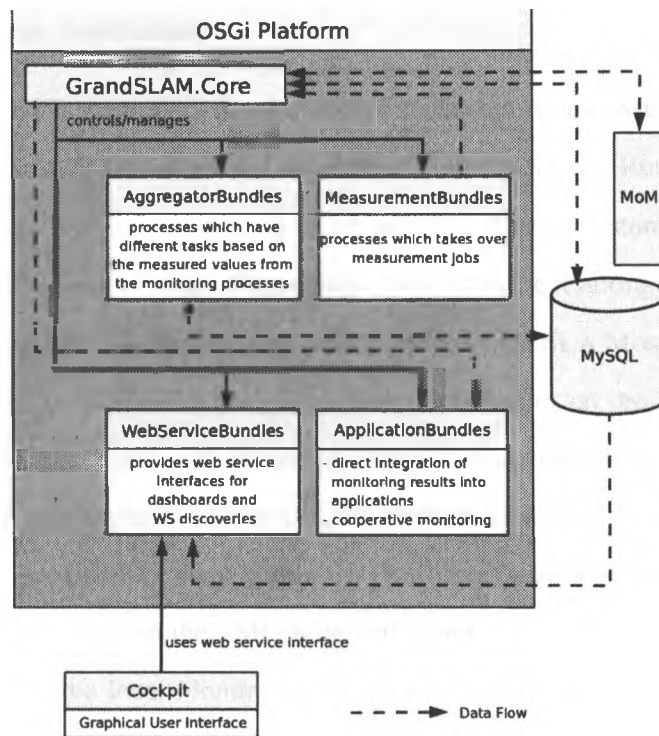 OSGi Platform
GrandSLAM.Core
controls/manages
AggregatorBundles
processes which have
different tasks based on
the measured values from
the monitoring processes
MeasurementBundles
processes which takes over
measurement jobs
MoM
MySQL
WebServiceBundles
provides web service
interfaces for
dashboards and
WS discoveries
ApplicationBundles
- direct integration of
monitoring results into
applications
- cooperative monitoring
uses web service interface
Cockpit
Graphical User Interface
Data Flow